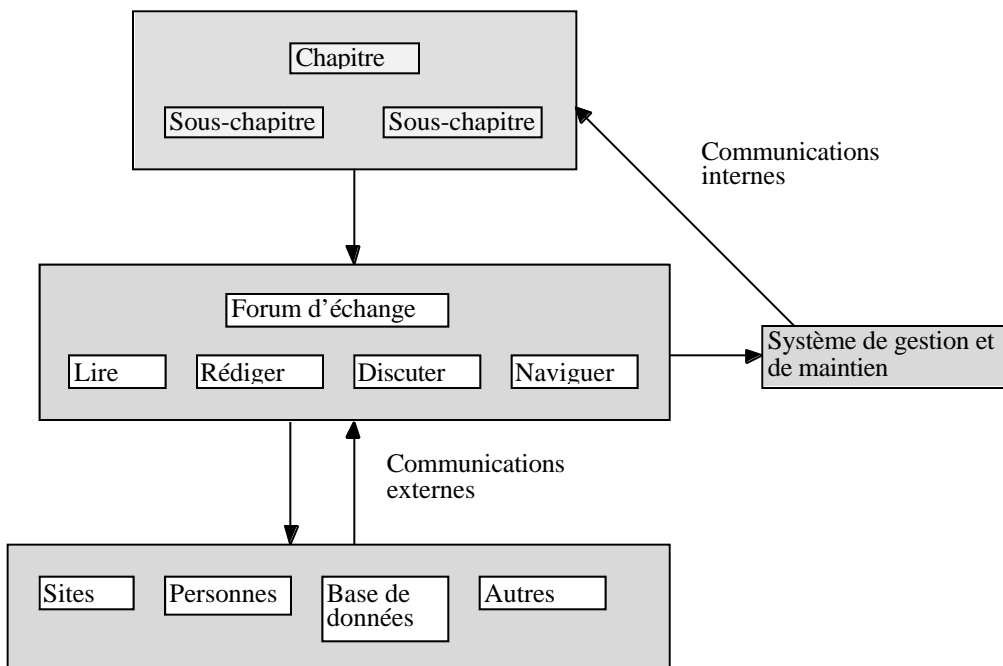 Chapitre
Sous-chapitre
Sous-chapitre
Communications
internes
Forum d’échange
Lire
Rédiger
Discuter
Naviguer
Système de gestion et
de maintien
Communications
externes
Sites
Personnes
Base de
données
Autres